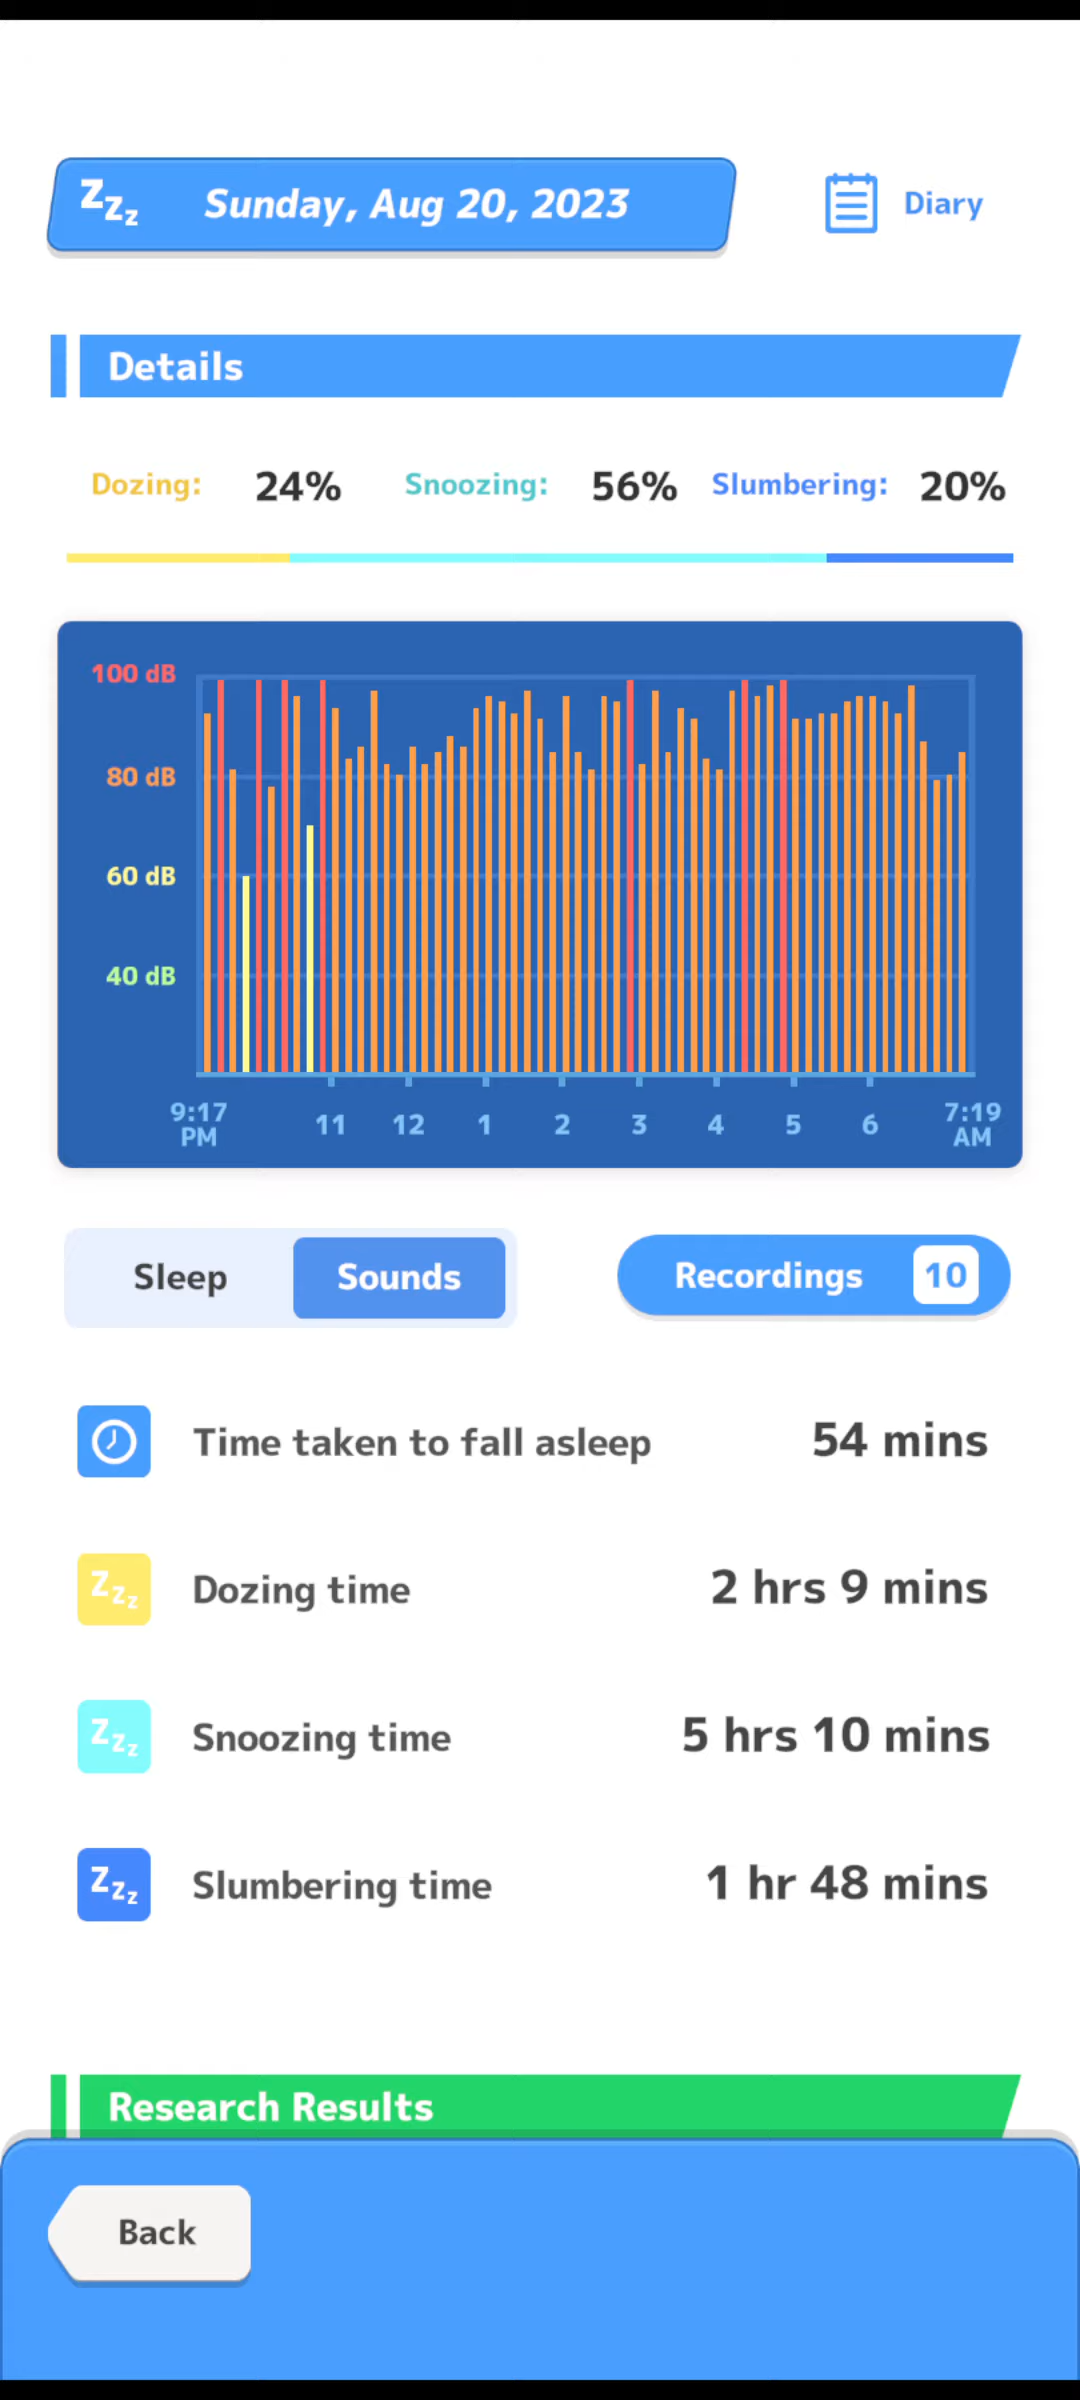 zzz Sunday, Aug 20, 2023 Diary
Details
Dozing: 24% Snoozing: 56% Slumbering: 20%
100 dB
80 dB
60 dB
40 dB
9:17 PM 11 12 1 2 3 4 5 6 7:19 AM
Sleep Sounds Recordings 10
Time taken to fall asleep 54 mins
zzz Dozing time 2 hrs 9 mins
zzz Snoozing time 5 hrs 10 mins
zzz Slumbering time 1 hr 48 mins
Research Results
Back